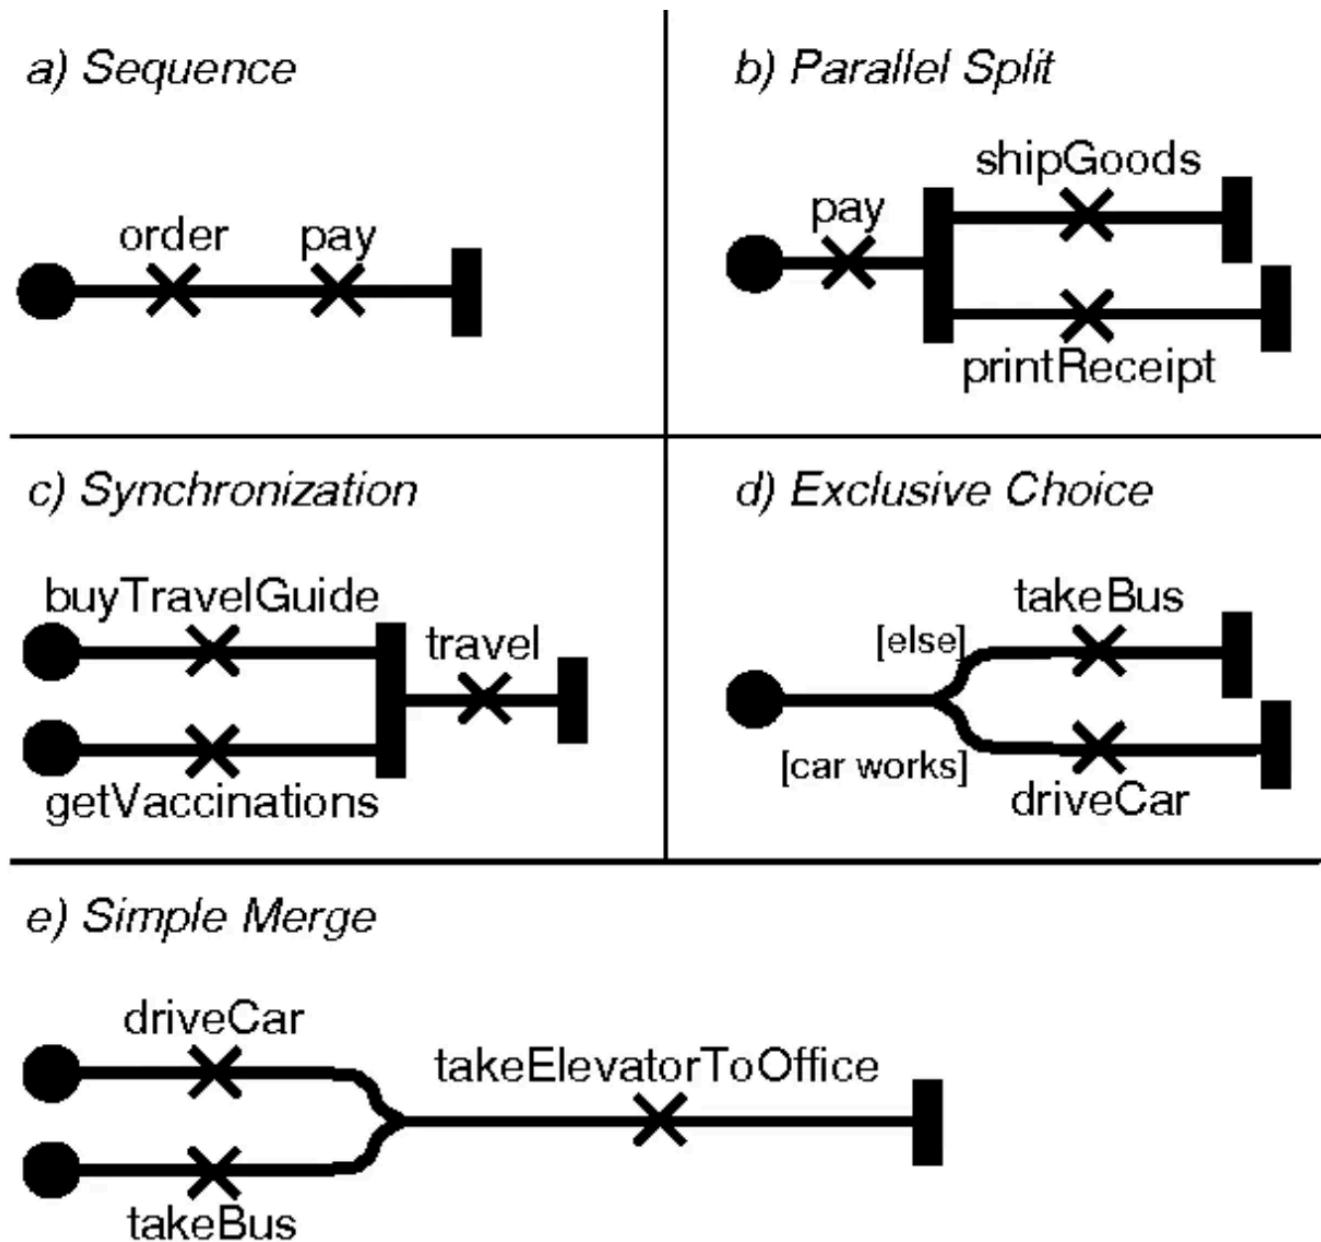 a) Sequence
order
pay
b) Parallel Split
pay
shipGoods
printReceipt
c) Synchronization
buyTravelGuide
travel
getVaccinations
d) Exclusive Choice
takeBus
[else]
[car works]
driveCar
e) Simple Merge
driveCar
takeElevatorToOffice
takeBus